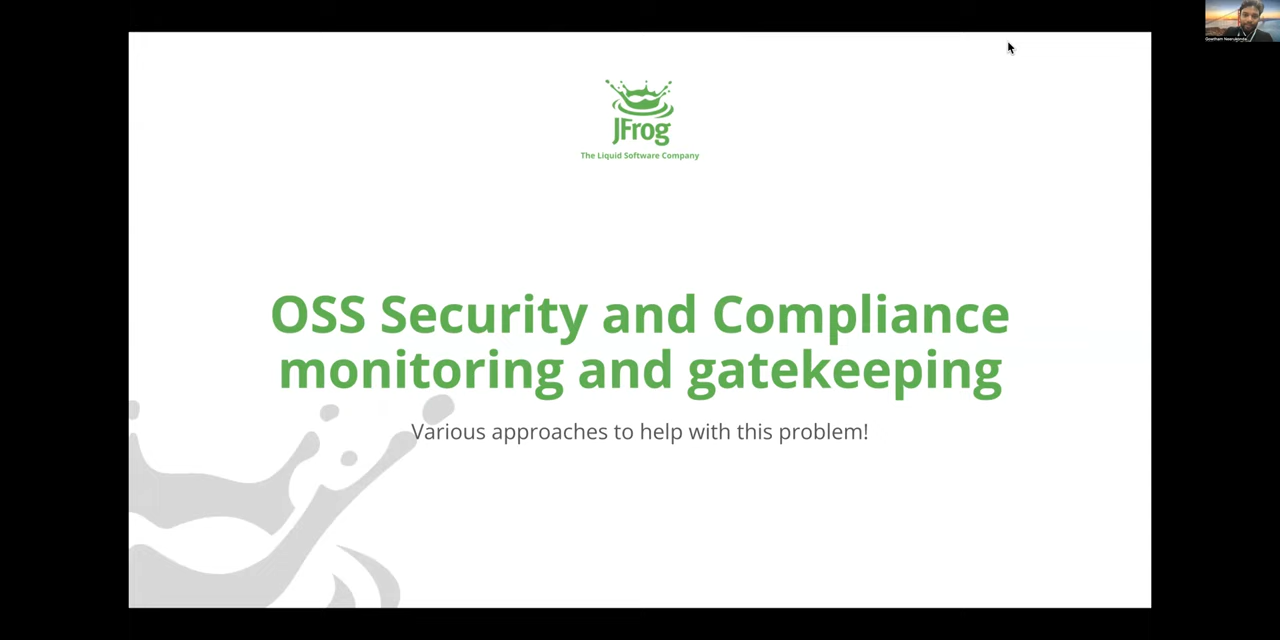 JFrog
The Liquid Software Company
OSS Security and Compliance
monitoring and gatekeeping
Various approaches to help with this problem!